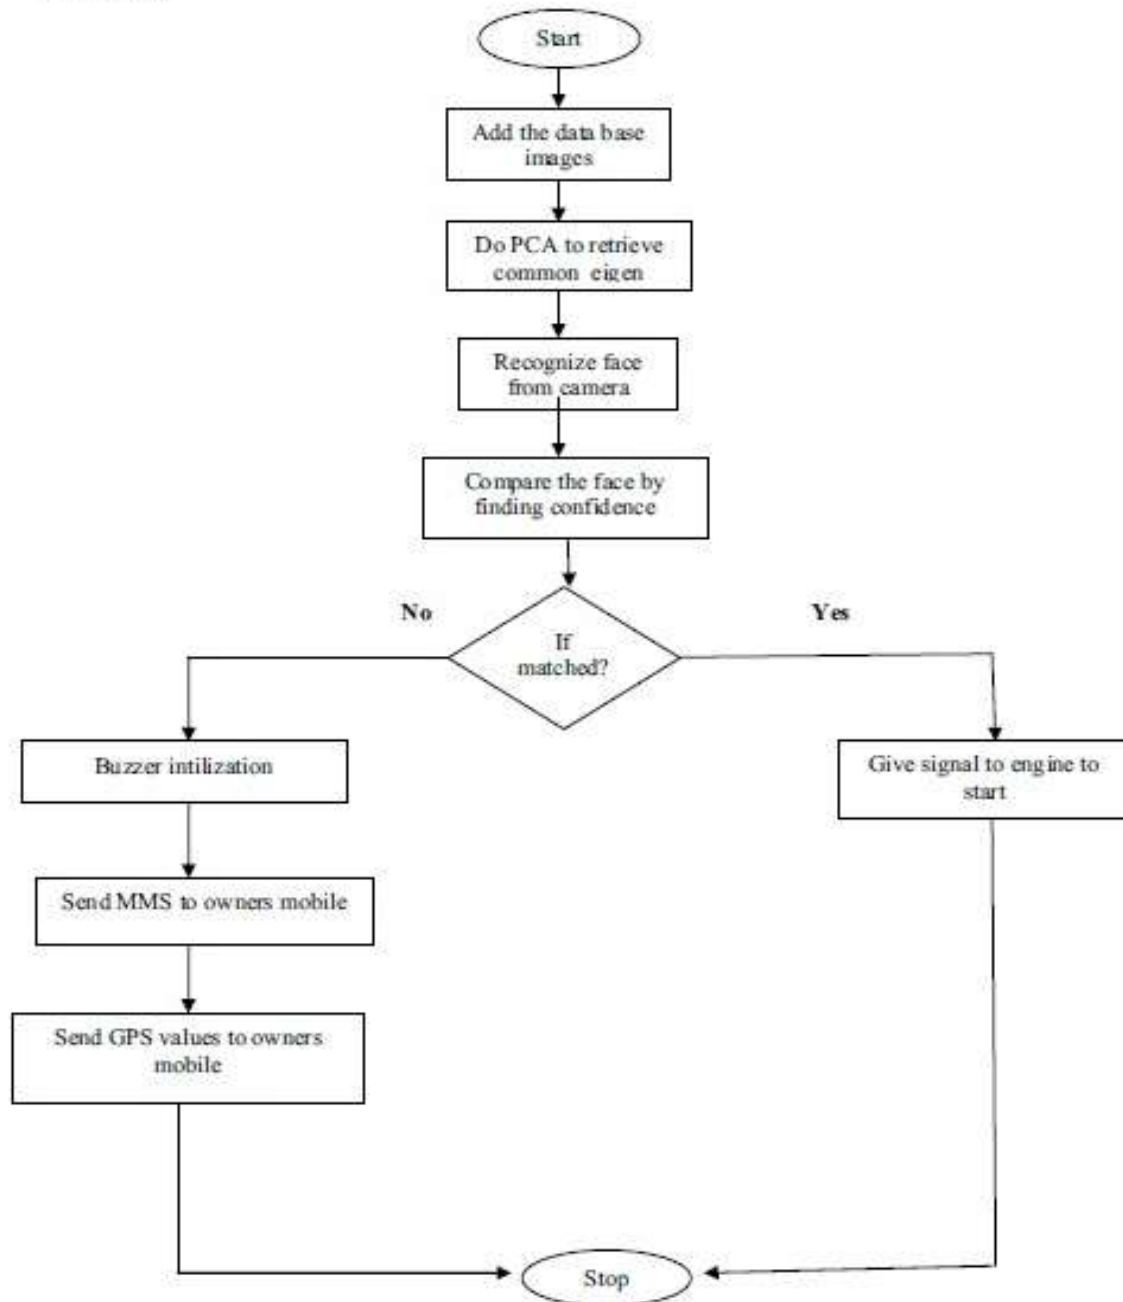 Start
Add the data base
images
Do PCA to retrieve
common eigen
Recognize face
from camera
Compare the face by
finding confidence
No
Yes
If
matched?
Buzzer intilization
Give signal to engine to
start
Send MMS to owners mobile
Send GPS values to owners
mobile
Stop